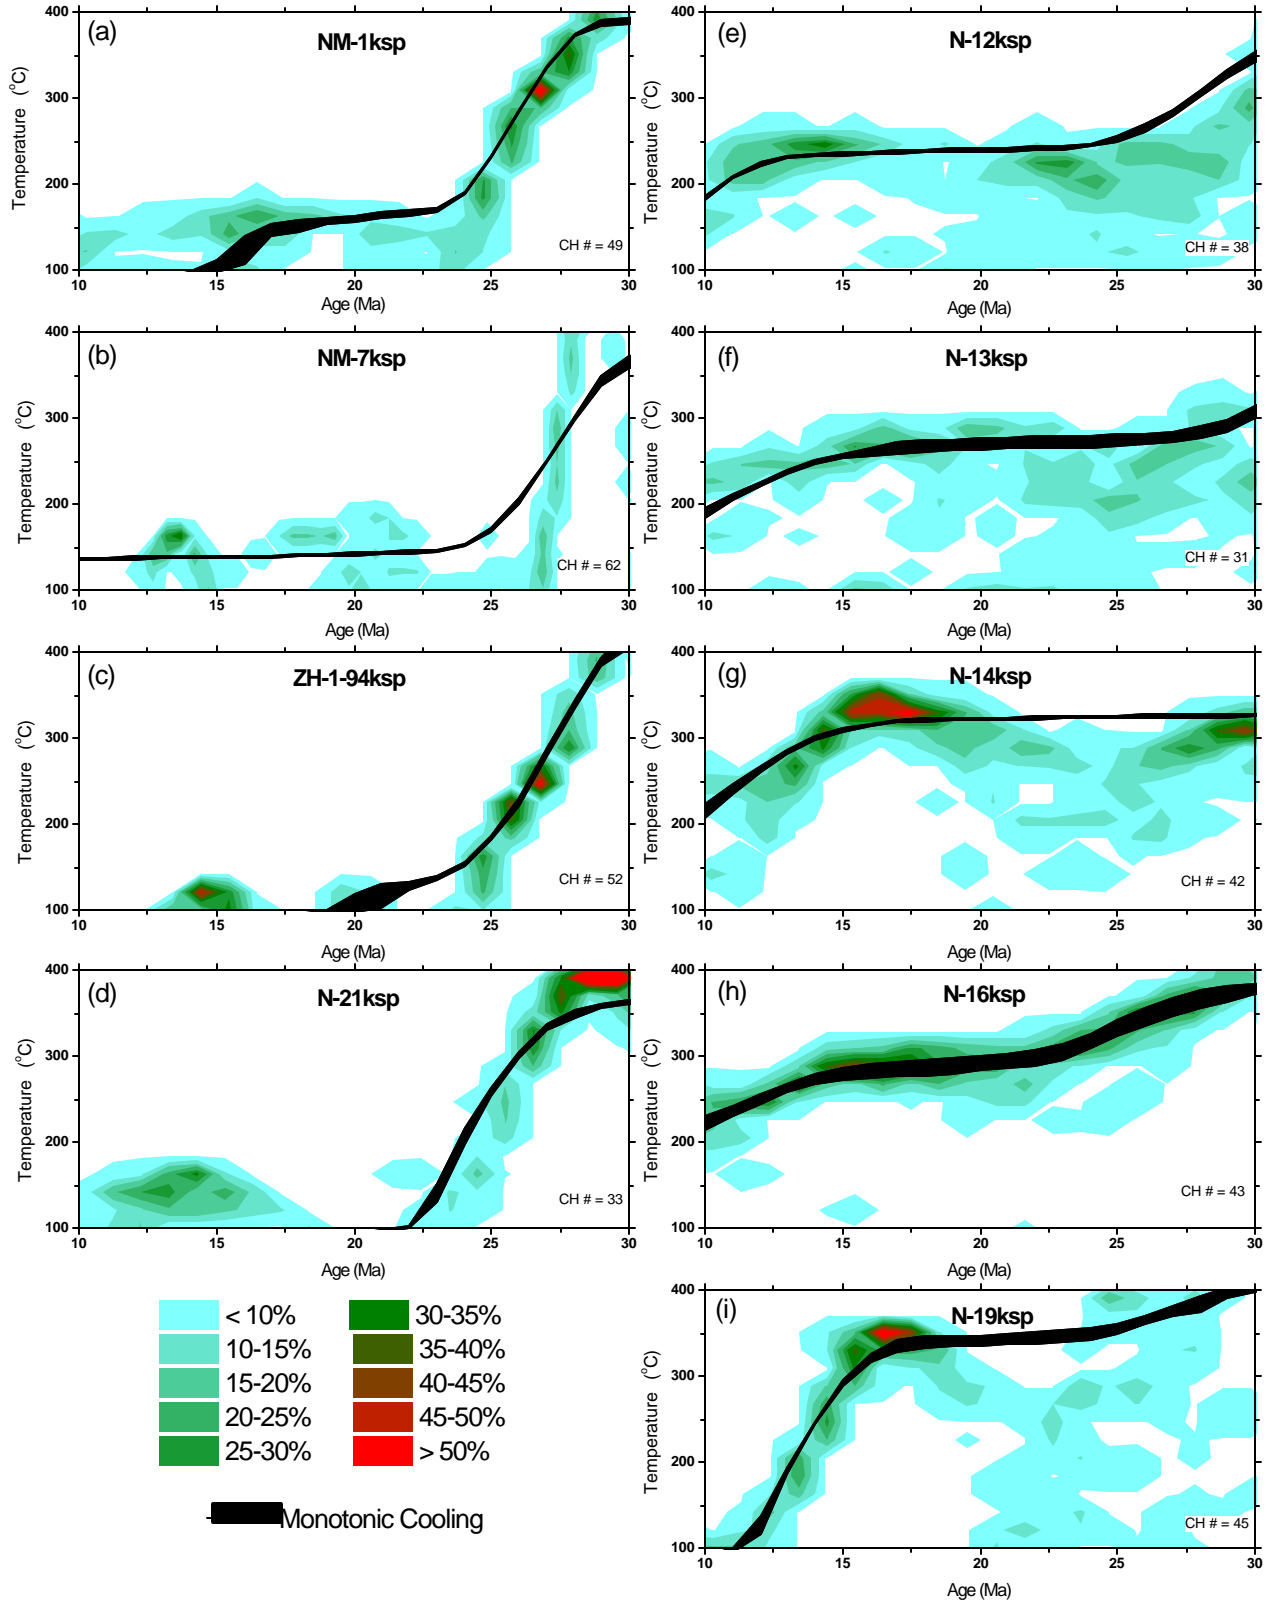 (a)
NM-1ksp
400
300
200
100
Temperature (°C)
CH # = 49
10 15 20 25 30
Age (Ma)
(b)
NM-7ksp
400
300
200
100
Temperature (°C)
CH # = 62
10 15 20 25 30
Age (Ma)
(c)
ZH-1-94ksp
400
300
200
100
Temperature (°C)
CH # = 52
10 15 20 25 30
Age (Ma)
(d)
N-21ksp
400
300
200
100
Temperature (°C)
CH # = 33
10 15 20 25 30
Age (Ma)
< 10%
10-15%
15-20%
20-25%
25-30%
30-35%
35-40%
40-45%
45-50%
> 50%
Monotonic Cooling
(e)
N-12ksp
400
300
200
100
Temperature (°C)
CH # = 38
10 15 20 25 30
Age (Ma)
(f)
N-13ksp
400
300
200
100
Temperature (°C)
CH # = 31
10 15 20 25 30
Age (Ma)
(g)
N-14ksp
400
300
200
100
Temperature (°C)
CH # = 42
10 15 20 25 30
Age (Ma)
(h)
N-16ksp
400
300
200
100
Temperature (°C)
CH # = 43
10 15 20 25 30
Age (Ma)
(i)
N-19ksp
400
300
200
100
Temperature (°C)
CH # = 45
10 15 20 25 30
Age (Ma)